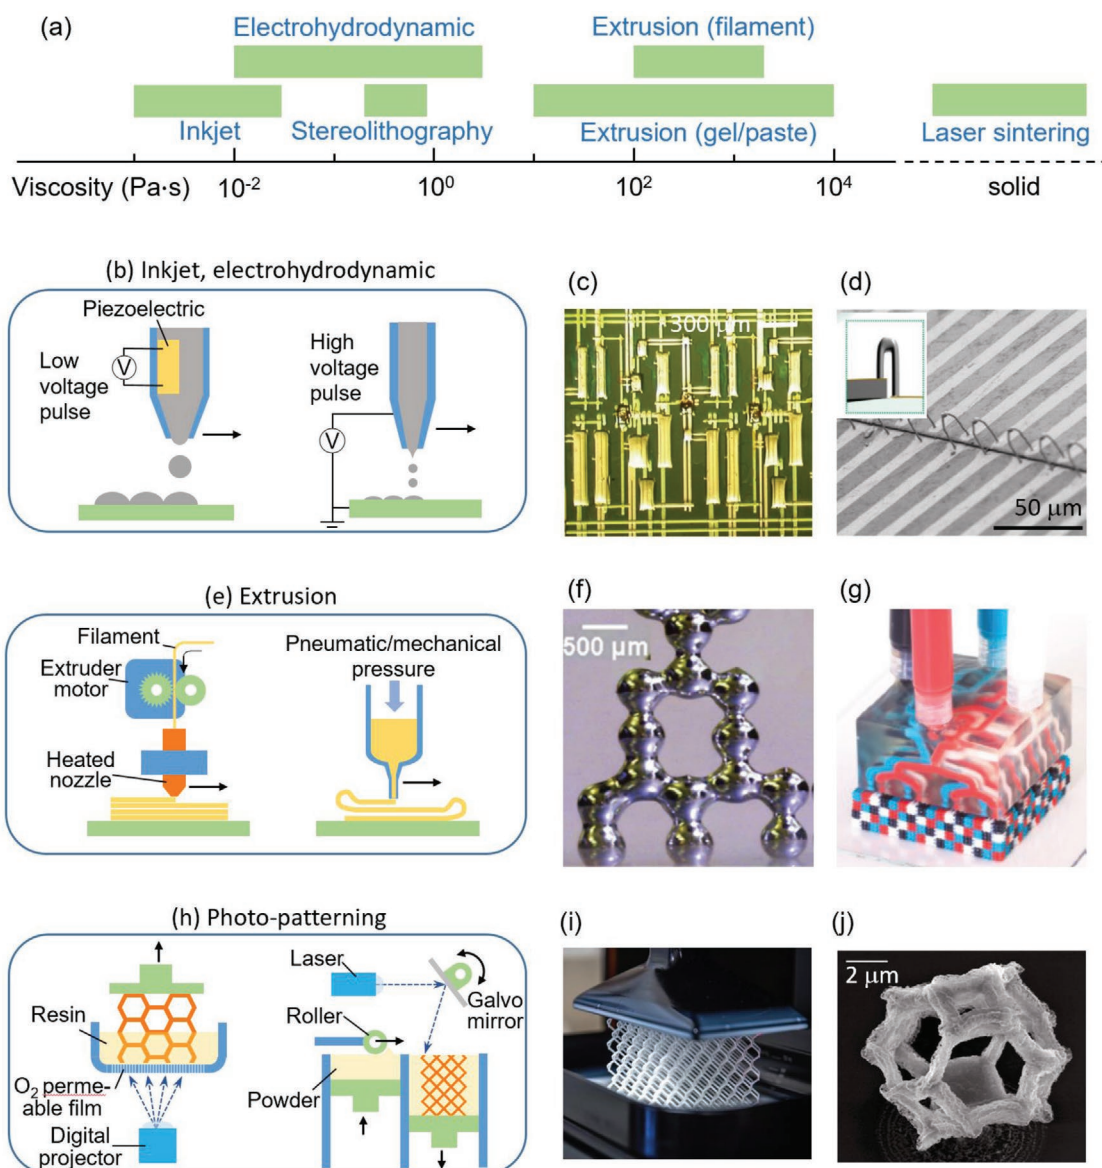 (a)
Electrohydrodynamic
Extrusion (filament)
Inkjet
Stereolithography
Extrusion (gel/paste)
Laser sintering
Viscosity (Pa·s)
10⁻²
10⁰
10²
10⁴
solid
(b) Inkjet, electrohydrodynamic
Piezoelectric
V
Low
voltage
pulse
High
voltage
pulse
V
(c)
300 μm
(d)
50 μm
(e) Extrusion
Filament
Extruder
motor
Heated
nozzle
Pneumatic/mechanical
pressure
(f)
500 μm
(g)
(h) Photo-patterning
Resin
O₂ perme-
able film
Digital
projector
Laser
Galvo
mirror
Roller
Powder
(i)
(j)
2 μm